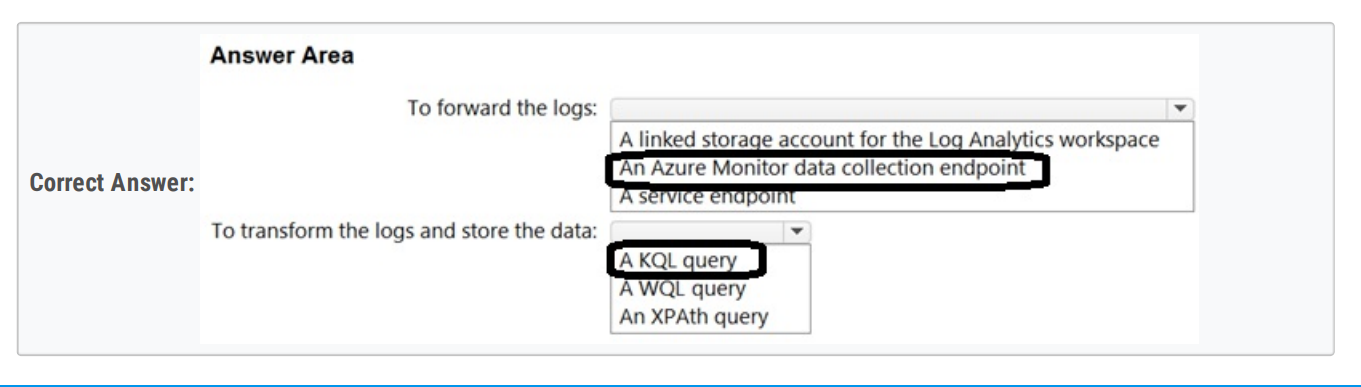 Answer Area
To forward the logs:
A linked storage account for the Log Analytics workspace
An Azure Monitor data collection endpoint
A service endpoint
Correct Answer:
To transform the logs and store the data:
A KQL query
A WQL query
An XPAth query